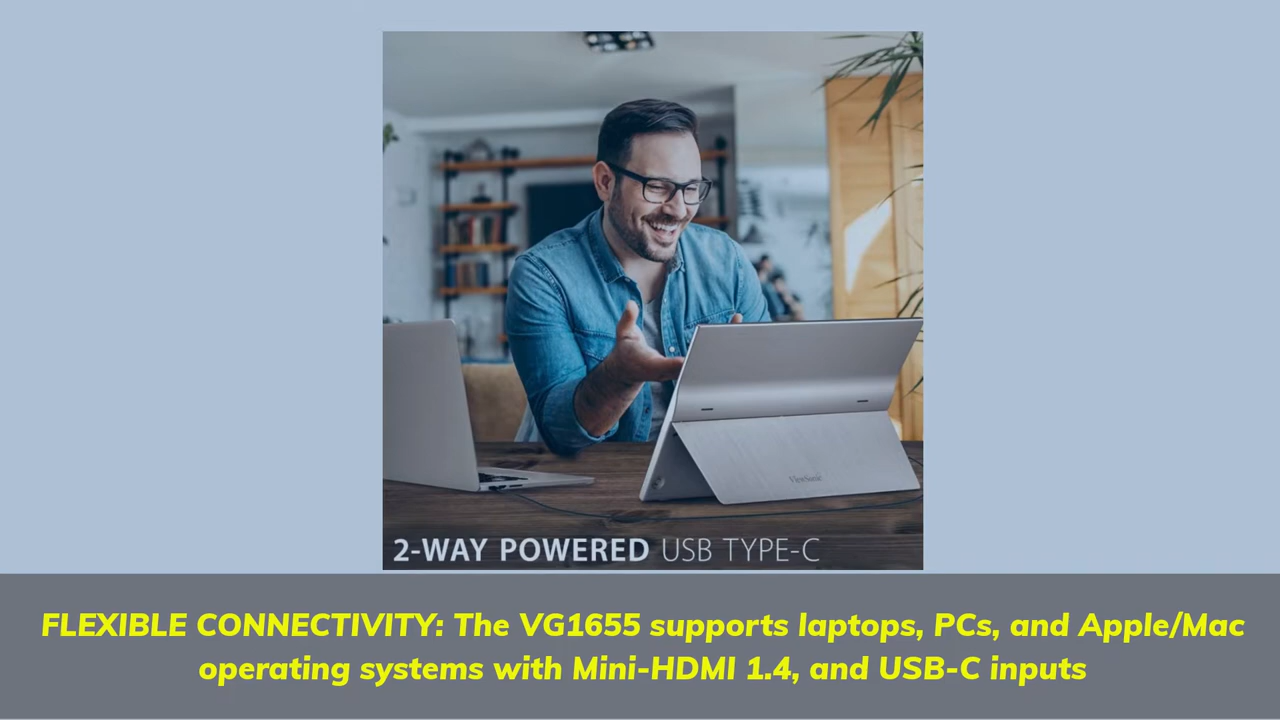 ViewSonic
2-WAY POWERED USB TYPE-C
FLEXIBLE CONNECTIVITY: The VG1655 supports laptops, PCs, and Apple/Mac
operating systems with Mini-HDMI 1.4, and USB-C inputs